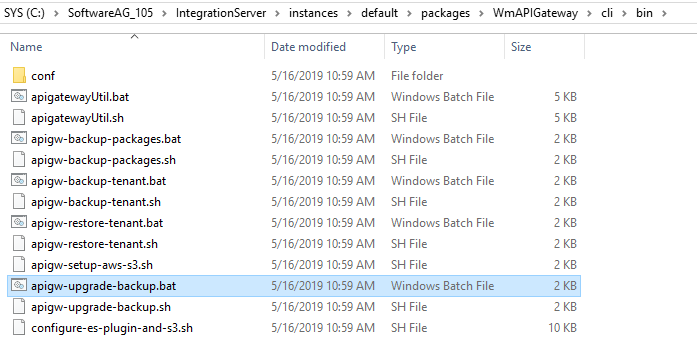 SYS (C:) > SoftwareAG_105 > IntegrationServer > instances > default > packages > WmAPIGateway > cli > bin >
Name Date modified Type Size
conf 5/16/2019 10:59 AM File folder
apigatewayUtil.bat 5/16/2019 10:59 AM Windows Batch File 5 KB
apigatewayUtil.sh 5/16/2019 10:59 AM SH File 5 KB
apigw-backup-packages.bat 5/16/2019 10:59 AM Windows Batch File 2 KB
apigw-backup-packages.sh 5/16/2019 10:59 AM SH File 2 KB
apigw-backup-tenant.bat 5/16/2019 10:59 AM Windows Batch File 2 KB
apigw-backup-tenant.sh 5/16/2019 10:59 AM SH File 2 KB
apigw-restore-tenant.bat 5/16/2019 10:59 AM Windows Batch File 2 KB
apigw-restore-tenant.sh 5/16/2019 10:59 AM SH File 2 KB
apigw-setup-aws-s3.sh 5/16/2019 10:59 AM SH File 2 KB
apigw-upgrade-backup.bat 5/16/2019 10:59 AM Windows Batch File 2 KB
apigw-upgrade-backup.sh 5/16/2019 10:59 AM SH File 2 KB
configure-es-plugin-and-s3.sh 5/16/2019 10:59 AM SH File 10 KB